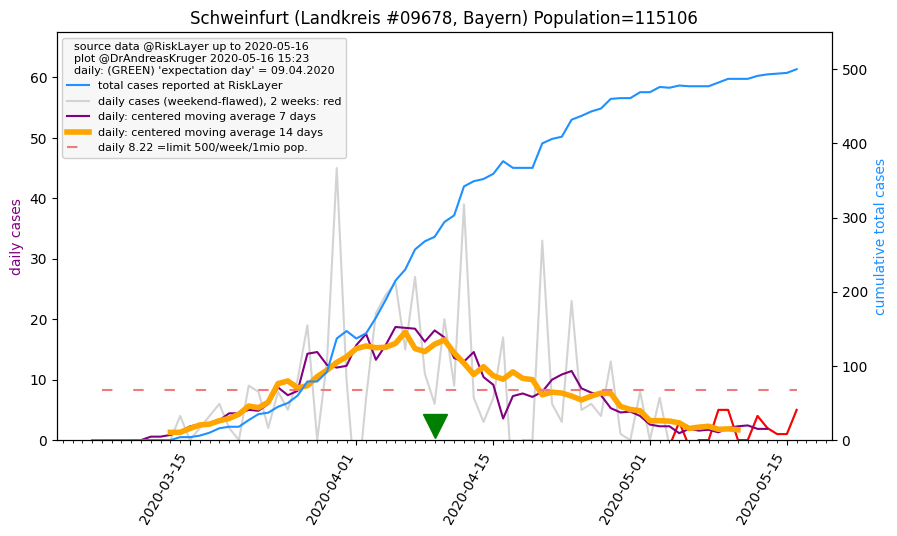 Schweinfurt (Landkreis #09678, Bayern) Population=115106
source data @RiskLayer up to 2020-05-16
plot @DrAndreasKruger 2020-05-16 15:23
daily: (GREEN) 'expectation day' = 09.04.2020
total cases reported at RiskLayer
daily cases (weekend-flawed), 2 weeks: red
daily: centered moving average 7 days
daily: centered moving average 14 days
daily 8.22 =limit 500/week/1mio pop.
daily cases
60
50
40
30
20
10
0
cumulative total cases
500
400
300
200
100
0
2020-03-15
2020-04-01
2020-04-15
2020-05-01
2020-05-15